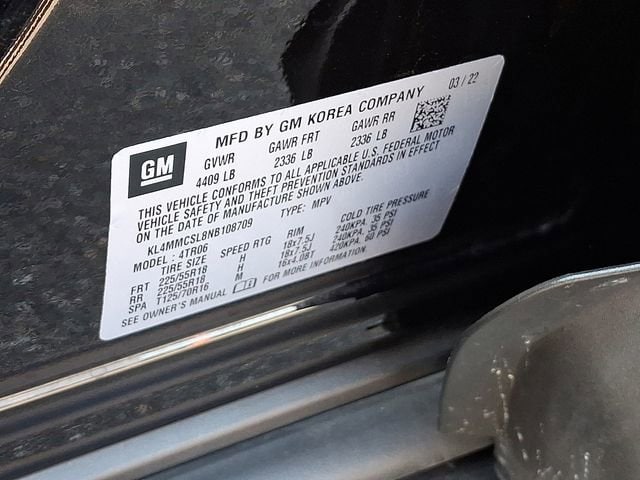 03/22
MFD BY GM KOREA COMPANY
GM
GVWR GAWR FRT GAWR RR
4409 LB 2336 LB 2336 LB
THIS VEHICLE CONFORMS TO ALL APPLICABLE U.S. FEDERAL MOTOR
VEHICLE SAFETY AND THEFT PREVENTION STANDARDS IN EFFECT
ON THE DATE OF MANUFACTURE SHOWN ABOVE.
KL4MMCSL8NB108709 TYPE: MPV
MODEL: 4TR06
TIRE SIZE SPEED RTG RIM COLD TIRE PRESSURE
FRT 225/55R18 H 18x7.5J 240KPA, 35 PSI
RR 225/55R18 H 18x7.5J 240KPA, 35 PSI
SPA T125/70R16 M 16x4.0BT 420KPA, 60 PSI
SEE OWNER'S MANUAL FOR MORE INFORMATION